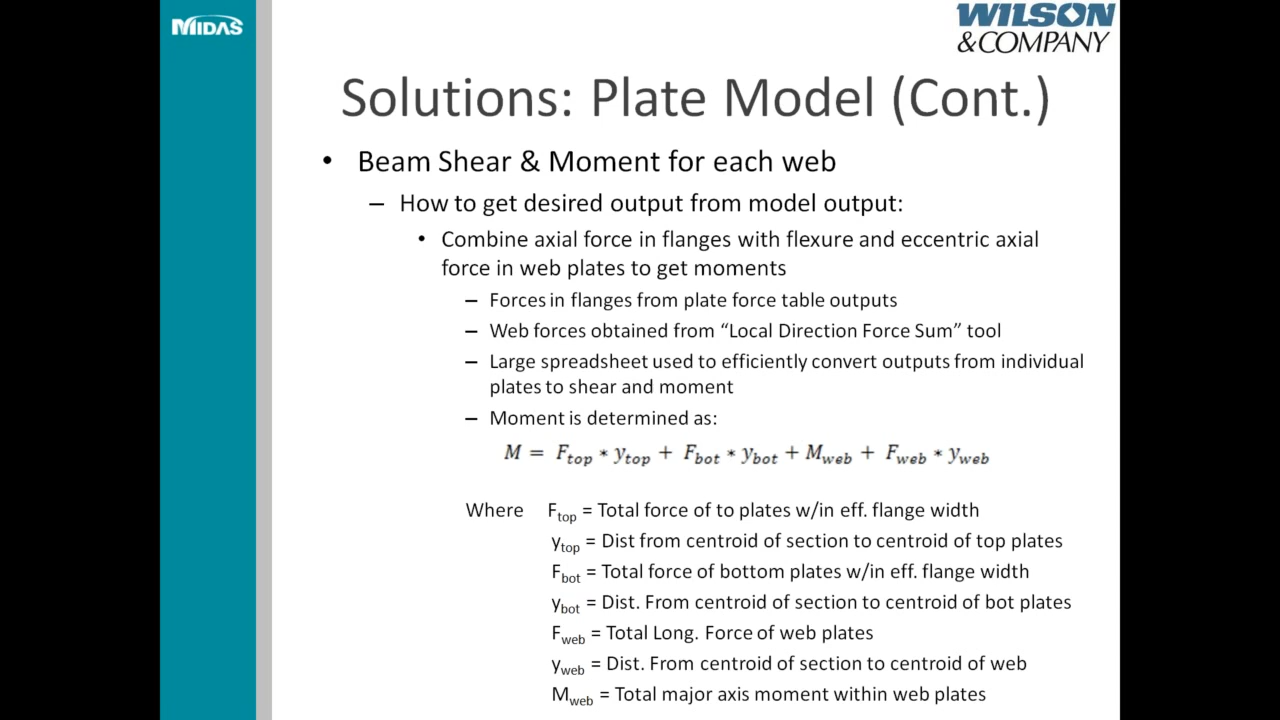 MIDAS
WILSON
&COMPANY
Solutions: Plate Model (Cont.)
• Beam Shear & Moment for each web
– How to get desired output from model output:
• Combine axial force in flanges with flexure and eccentric axial
force in web plates to get moments
– Forces in flanges from plate force table outputs
– Web forces obtained from “Local Direction Force Sum” tool
– Large spreadsheet used to efficiently convert outputs from individual
plates to shear and moment
– Moment is determined as:
M = F_top * y_top + F_bot * y_bot + M_web + F_web * y_web
Where F_top = Total force of to plates w/in eff. flange width
y_top = Dist from centroid of section to centroid of top plates
F_bot = Total force of bottom plates w/in eff. flange width
y_bot = Dist. From centroid of section to centroid of bot plates
F_web = Total Long. Force of web plates
y_web = Dist. From centroid of section to centroid of web
M_web = Total major axis moment within web plates